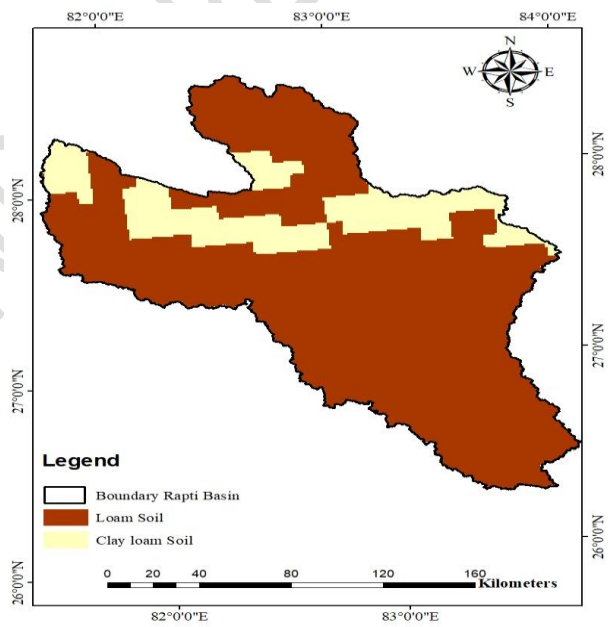 82°0'0"E 83°0'0"E 84°0'0"E
N
W E
S
28°0'0"N 28°0'0"N
27°0'0"N 27°0'0"N
26°0'0"N 26°0'0"N
Legend
Boundary Rapti Basin
Loam Soil
Clay loam Soil
0 10 20 40 80 120 160
Kilometers
82°0'0"E 83°0'0"E